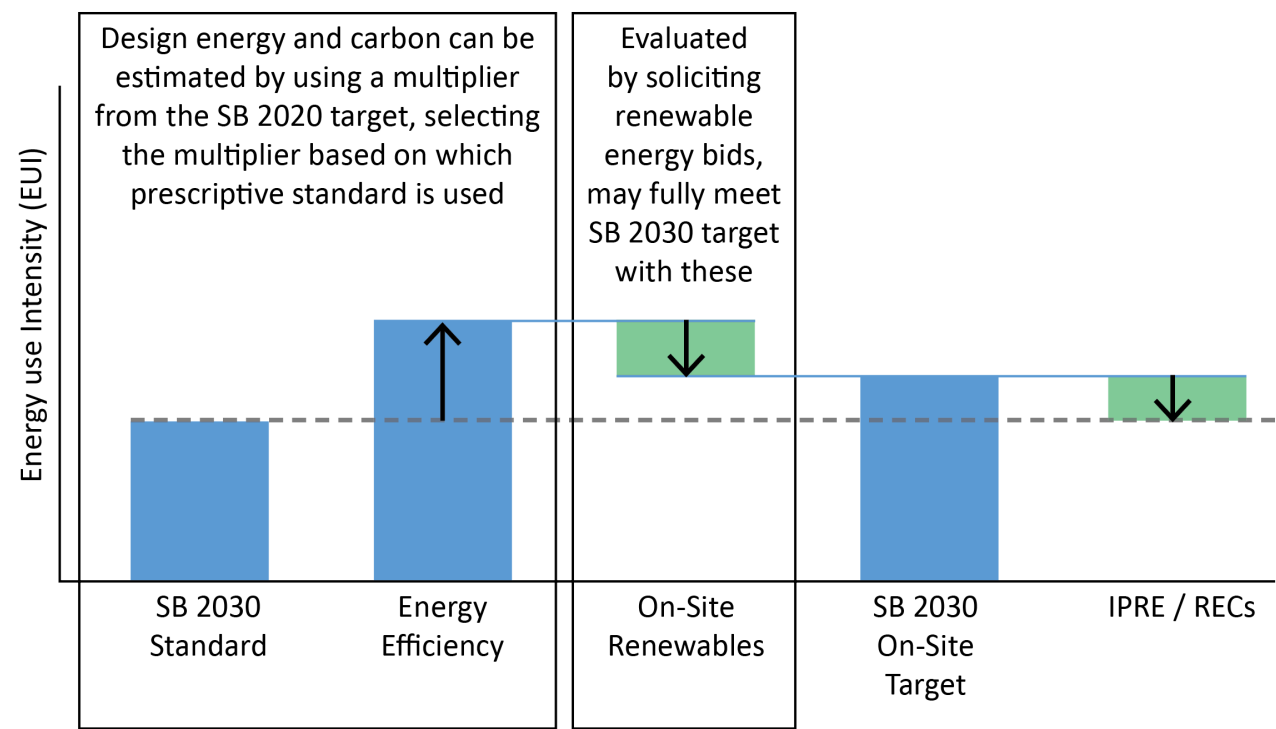 Design energy and carbon can be
estimated by using a multiplier
from the SB 2020 target, selecting
the multiplier based on which
prescriptive standard is used
Evaluated
by soliciting
renewable
energy bids,
may fully meet
SB 2030 target
with these
Energy use Intensity (EUI)
SB 2030
Standard
Energy
Efficiency
On-Site
Renewables
SB 2030
On-Site
Target
IPRE / RECs